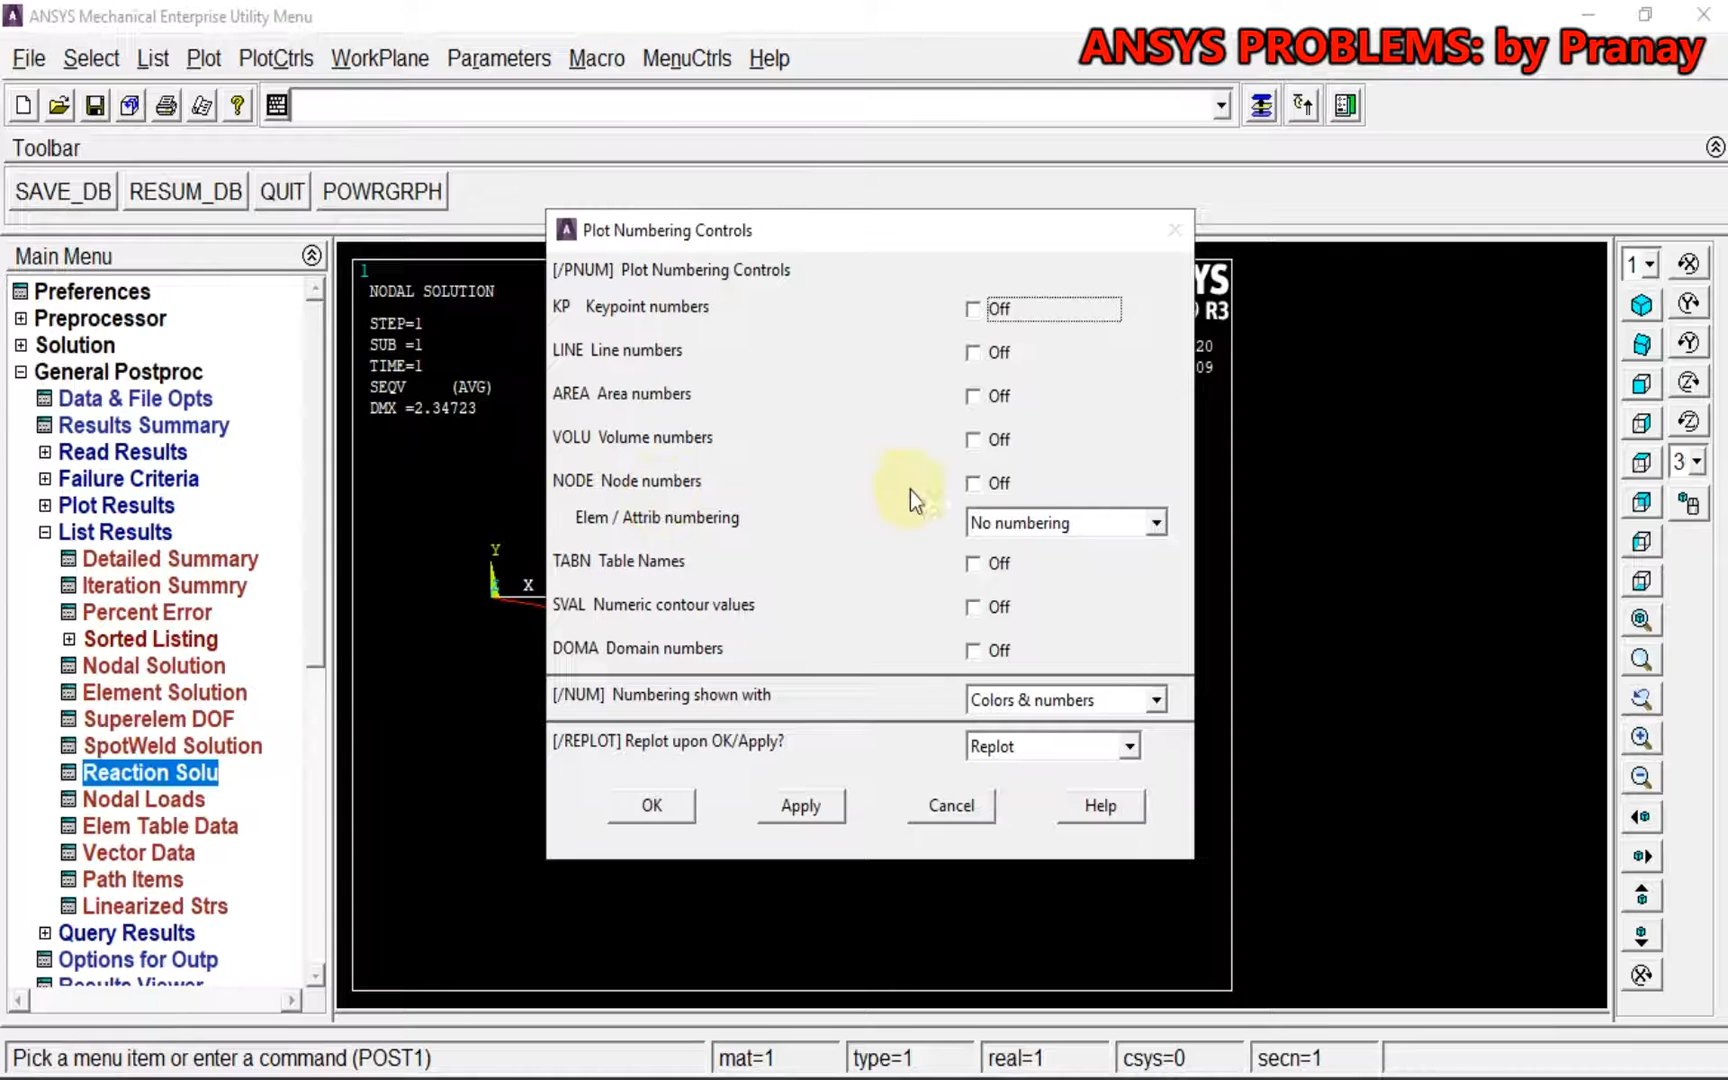 ANSYS Mechanical Enterprise Utility Menu
ANSYS PROBLEMS: by Pranay
File Select List Plot PlotCtrls WorkPlane Parameters Macro MenuCtrls Help
Toolbar
SAVE_DB RESUM_DB QUIT POWRGRPH
Main Menu
Preferences
Preprocessor
Solution
General Postproc
Data & File Opts
Results Summary
Read Results
Failure Criteria
Plot Results
List Results
Detailed Summary
Iteration Summry
Percent Error
Sorted Listing
Nodal Solution
Element Solution
Superelem DOF
SpotWeld Solution
Reaction Solu
Nodal Loads
Elem Table Data
Vector Data
Path Items
Linearized Strs
Query Results
Options for Outp
Results Viewer
1
NODAL SOLUTION
STEP=1
SUB =1
TIME=1
SEQV (AVG)
DMX =2.34723
Y
X
YS
R3
20
09
Plot Numbering Controls
[/PNUM] Plot Numbering Controls
KP Keypoint numbers Off
LINE Line numbers Off
AREA Area numbers Off
VOLU Volume numbers Off
NODE Node numbers Off
Elem / Attrib numbering No numbering
TABN Table Names Off
SVAL Numeric contour values Off
DOMA Domain numbers Off
[/NUM] Numbering shown with Colors & numbers
[/REPLOT] Replot upon OK/Apply? Replot
OK Apply Cancel Help
1
3
Pick a menu item or enter a command (POST1) mat=1 type=1 real=1 csys=0 secn=1